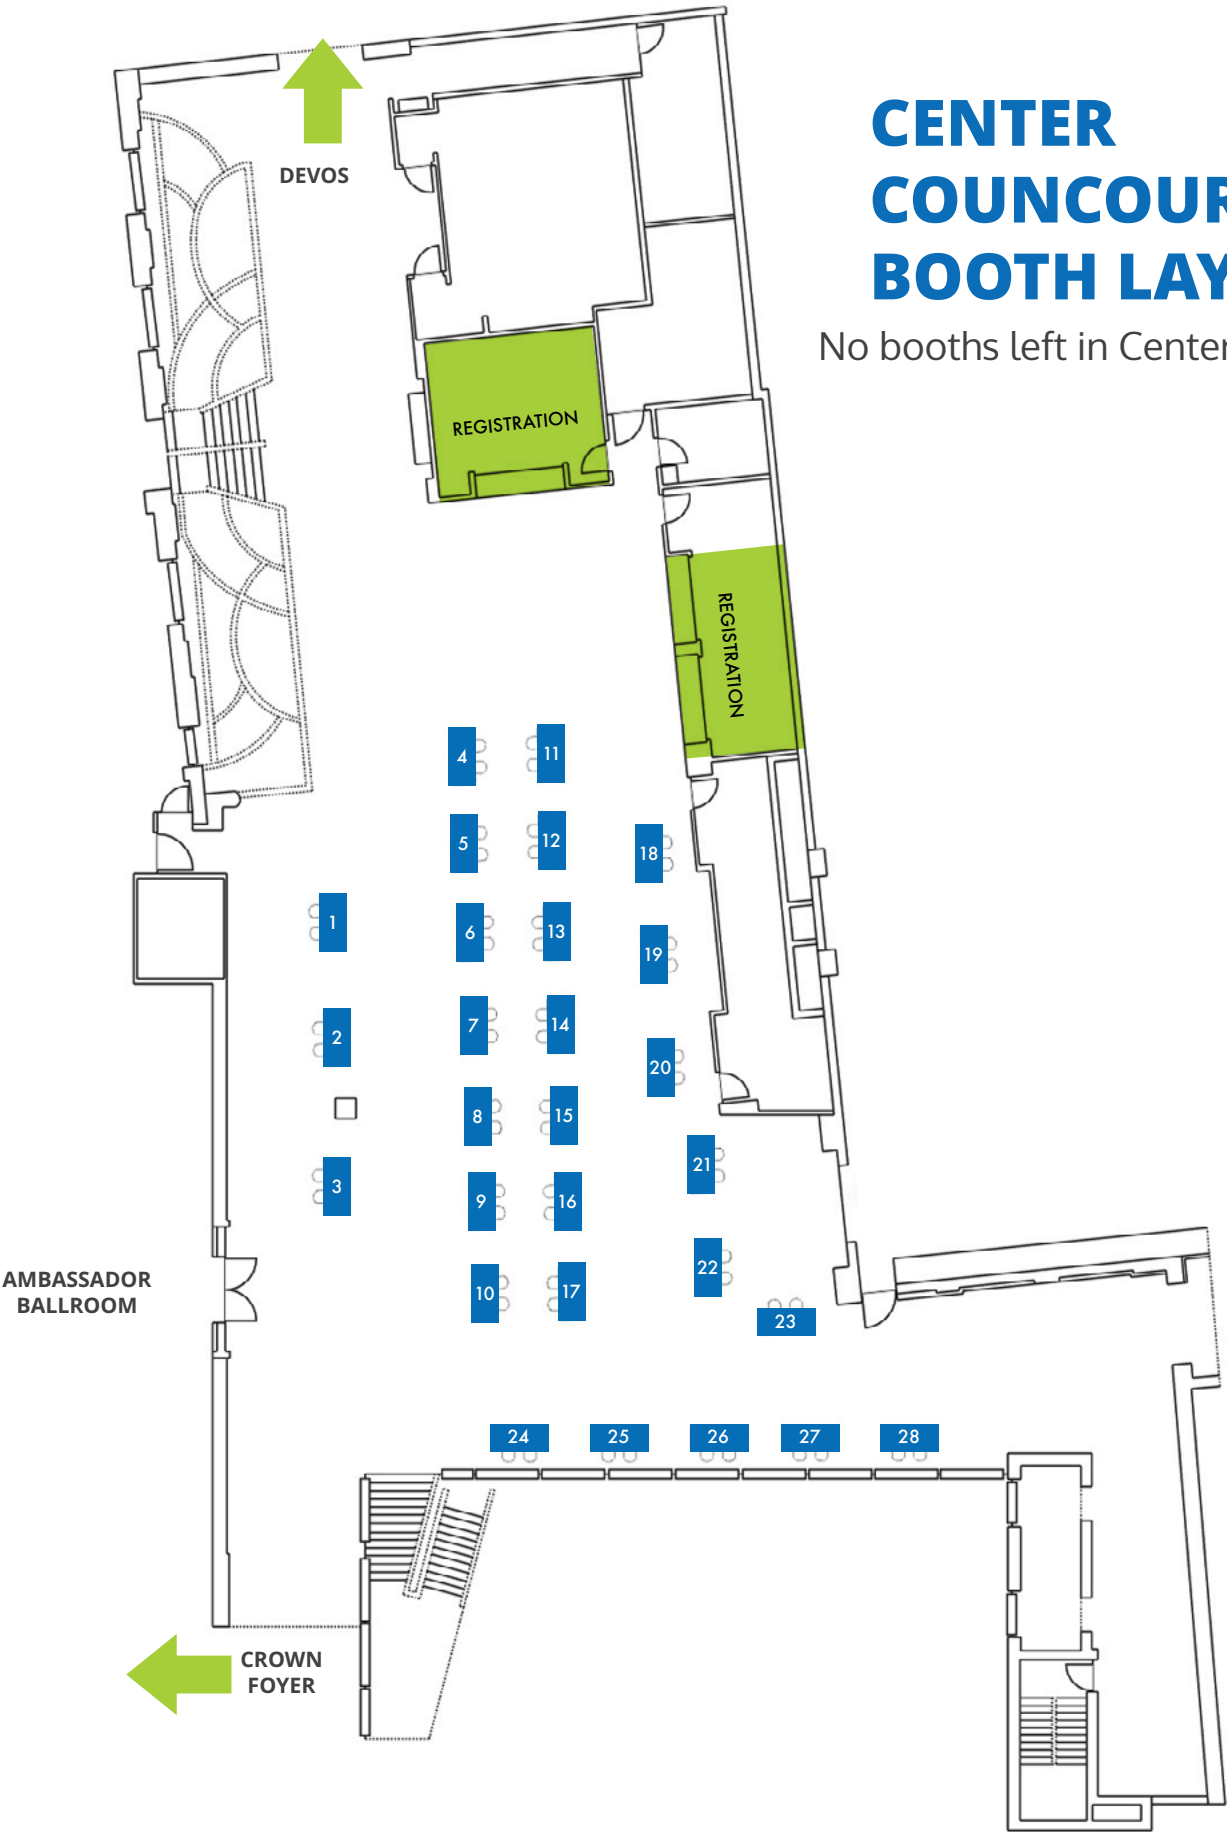 CENTER
COUNCOUR
BOOTH LAY
No booths left in Center
DEVOS
REGISTRATION
REGISTRATION
4
11
5
12
18
1
6
13
19
2
7
14
20
8
15
3
9
16
21
10
17
22
23
AMBASSADOR
BALLROOM
24
25
26
27
28
CROWN
FOYER